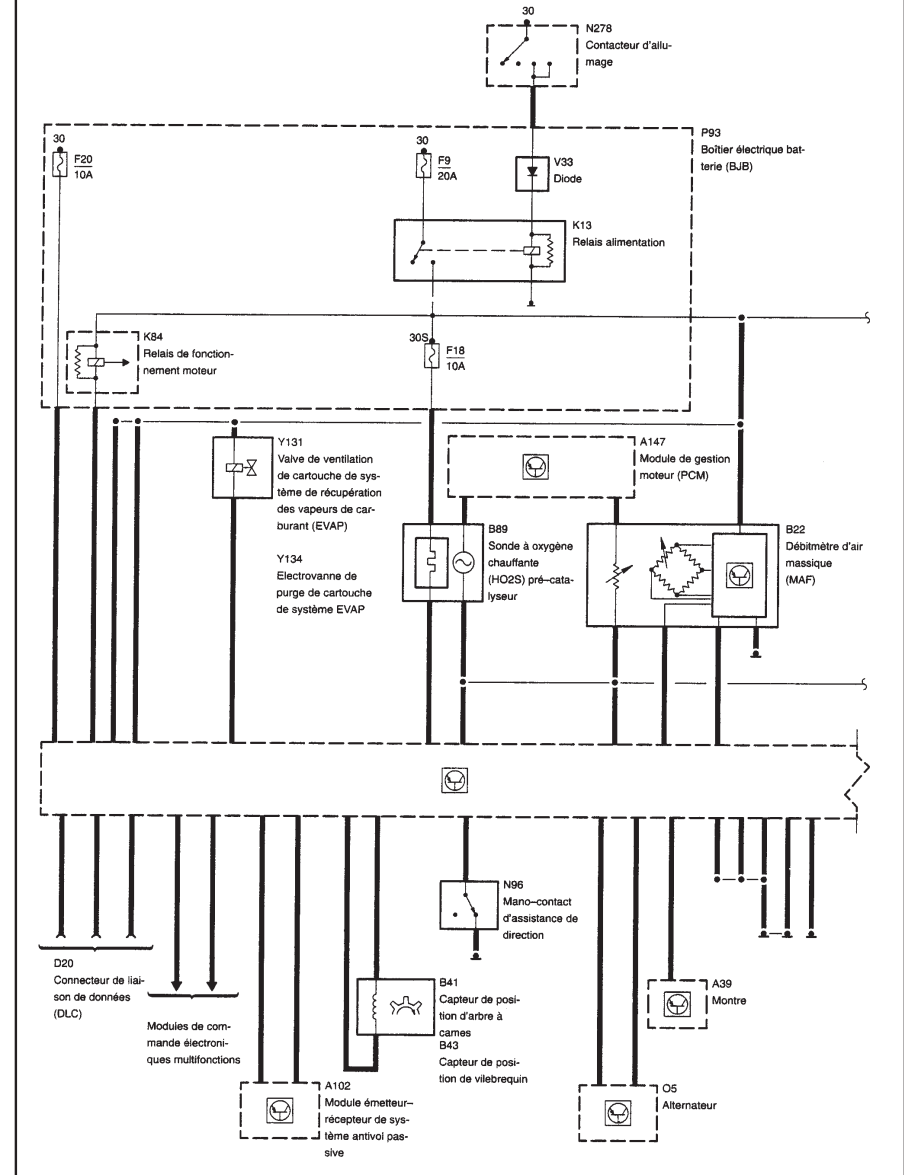 30
N278
Contacteur d'allu-
mage
P93
Boîtier électrique bat-
terie (BJB)
30
F20
10A
30
F9
20A
V33
Diode
K13
Relais alimentation
K84
Relais de fonction-
nement moteur
30S
F18
10A
Y131
Valve de ventilation
de cartouche de sys-
tème de récupération
des vapeurs de car-
burant (EVAP)
Y134
Electrovanne de
purge de cartouche
de système EVAP
A147
Module de gestion
moteur (PCM)
B89
Sonde à oxygène
chauffante
(HO2S) pré–cata-
lyseur
B22
Débitmètre d'air
massique
(MAF)
N96
Mano–contact
d'assistance de
direction
D20
Connecteur de liai-
son de données
(DLC)
Modules de com-
mande électroni-
ques multifonctions
B41
Capteur de posi-
tion d'arbre à
cames
B43
Capteur de posi-
tion de vilebrequin
A39
Montre
A102
Module émetteur–
récepteur de sys-
tème antivol pas-
sive
O5
Alternateur